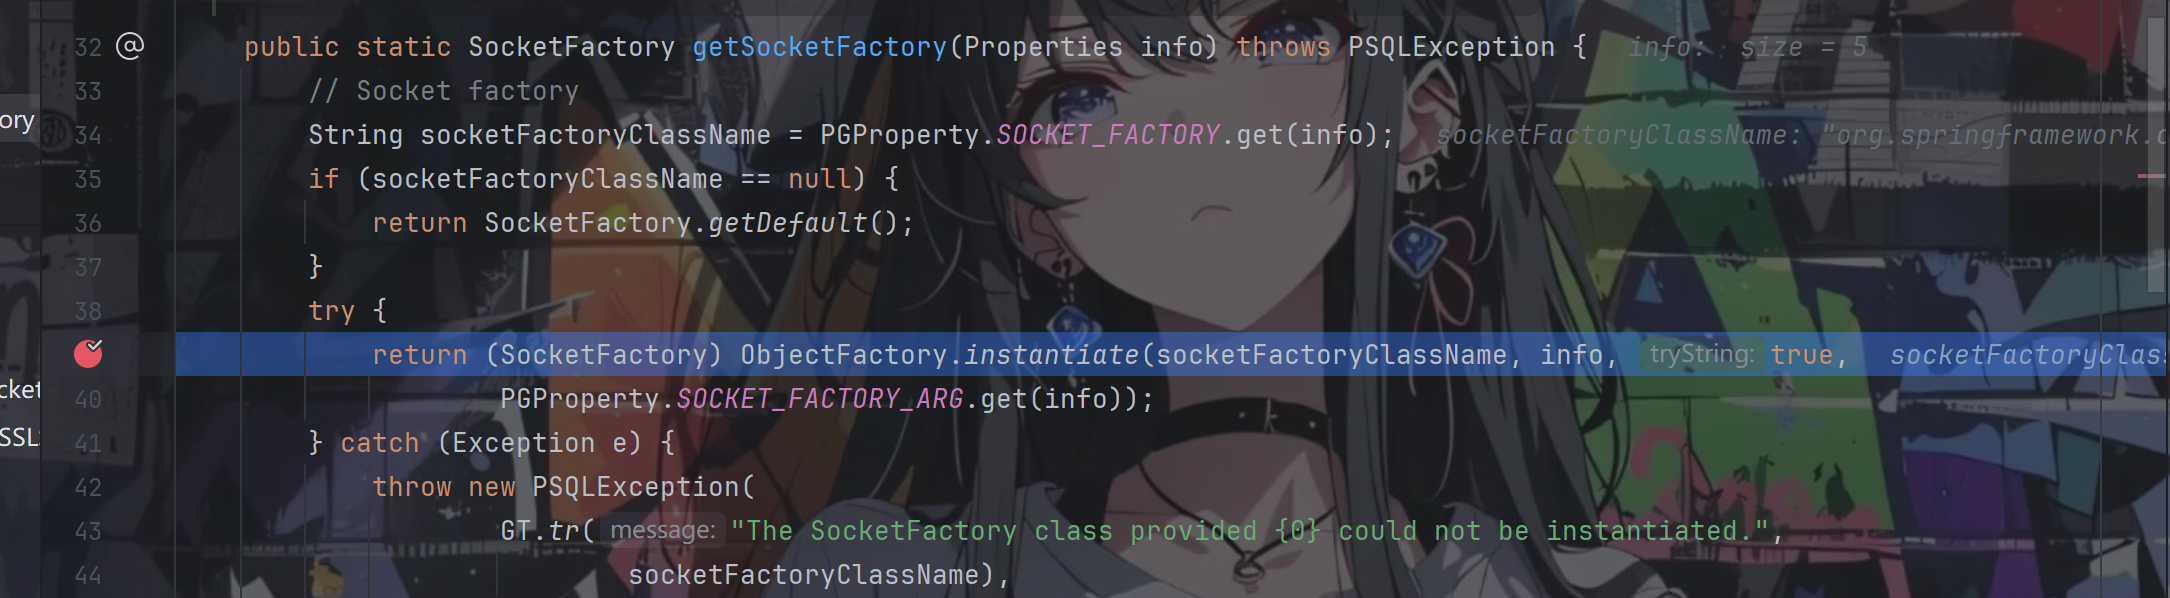 32 public static SocketFactory getSocketFactory(Properties info) throws PSQLException { info: size = 5
33 // Socket factory
ory
34 String socketFactoryClassName = PGProperty.SOCKET_FACTORY.get(info); socketFactoryClassName: "org.springframework.c
35 if (socketFactoryClassName == null) {
36 return SocketFactory.getDefault();
37 }
38 try {
return (SocketFactory) ObjectFactory.instantiate(socketFactoryClassName, info, tryString: true, socketFactoryClas
cket
40 PGProperty.SOCKET_FACTORY_ARG.get(info));
SSL
41 } catch (Exception e) {
42 throw new PSQLException(
43 GT.tr( message: "The SocketFactory class provided {0} could not be instantiated.",
44 socketFactoryClassName),